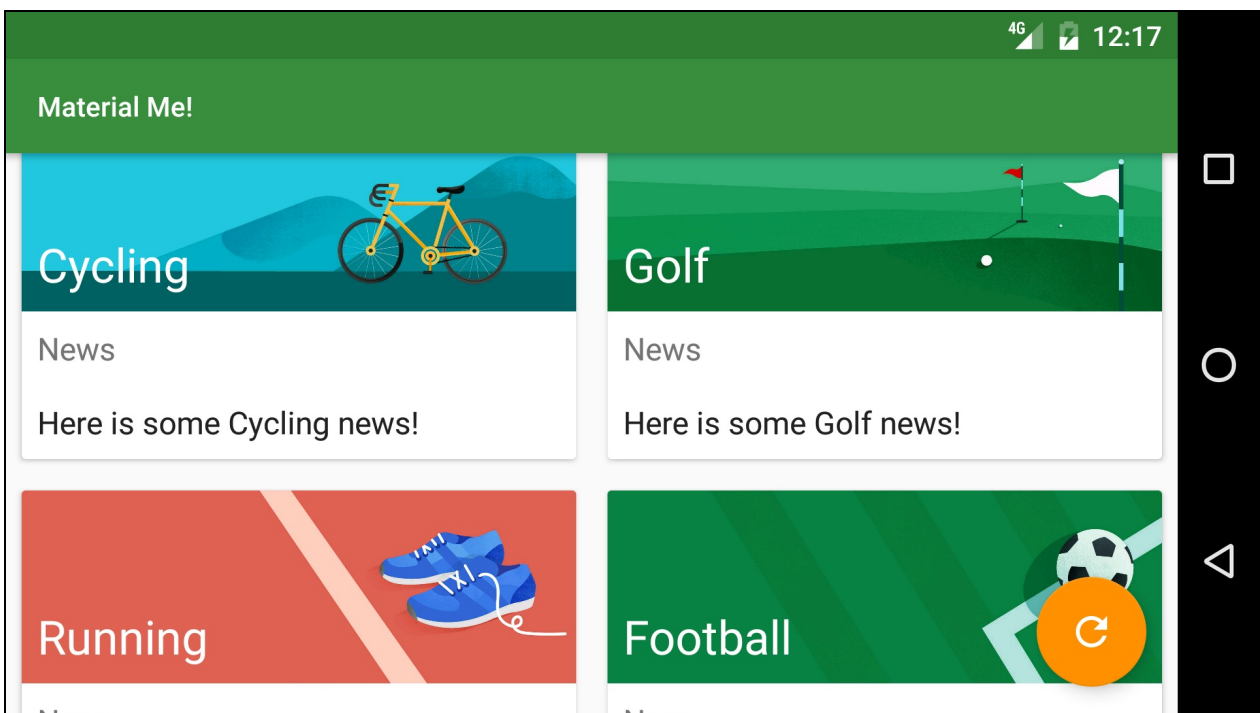 4G 12:17
Material Me!
Cycling
Golf
News
News
Here is some Cycling news!
Here is some Golf news!
Running
Football